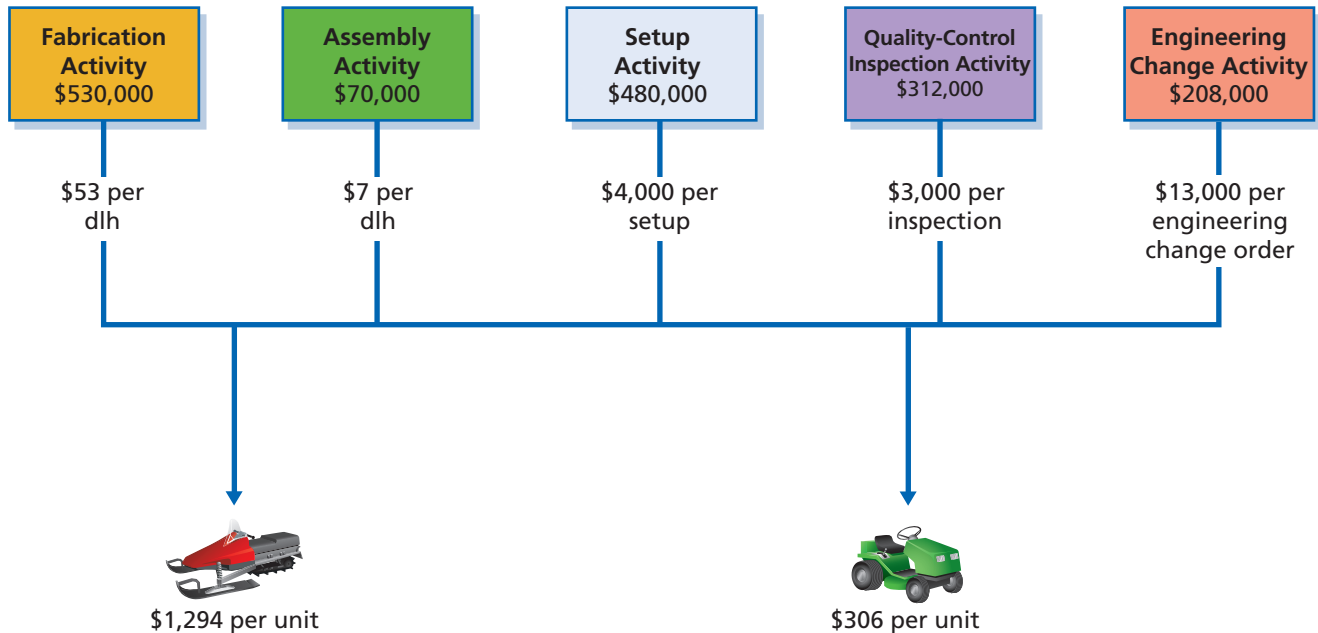 Fabrication
Activity
$530,000
Assembly
Activity
$70,000
Setup
Activity
$480,000
Quality-Control
Inspection Activity
$312,000
Engineering
Change Activity
$208,000
$53 per
dlh
$7 per
dlh
$4,000 per
setup
$3,000 per
inspection
$13,000 per
engineering
change order
$1,294 per unit
$306 per unit